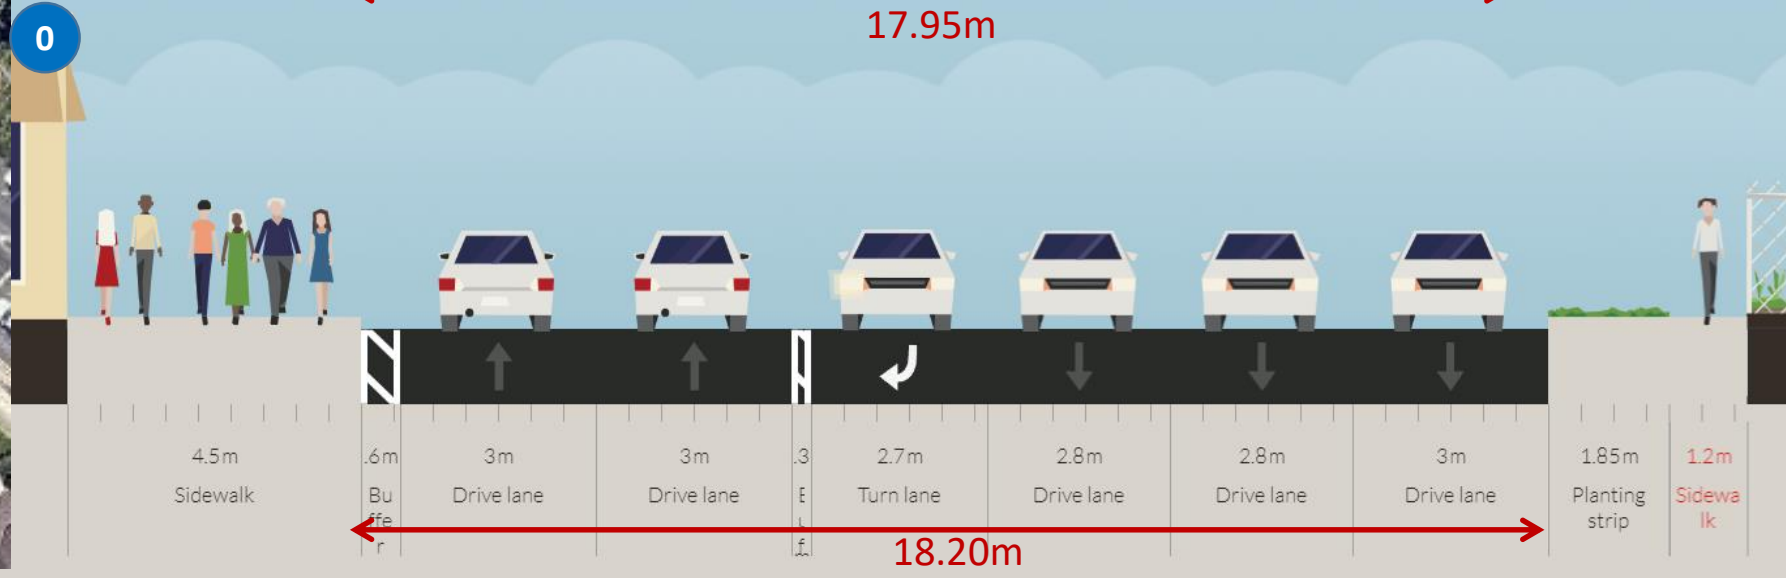 0
17.95m
4.5m
Sidewalk
.6m
Bu
ffe
r
3m
Drive lane
3m
Drive lane
.3
2.7m
Turn lane
2.8m
Drive lane
2.8m
Drive lane
3m
Drive lane
1.85m
Planting
strip
1.2m
Sidewa
lk
18.20m